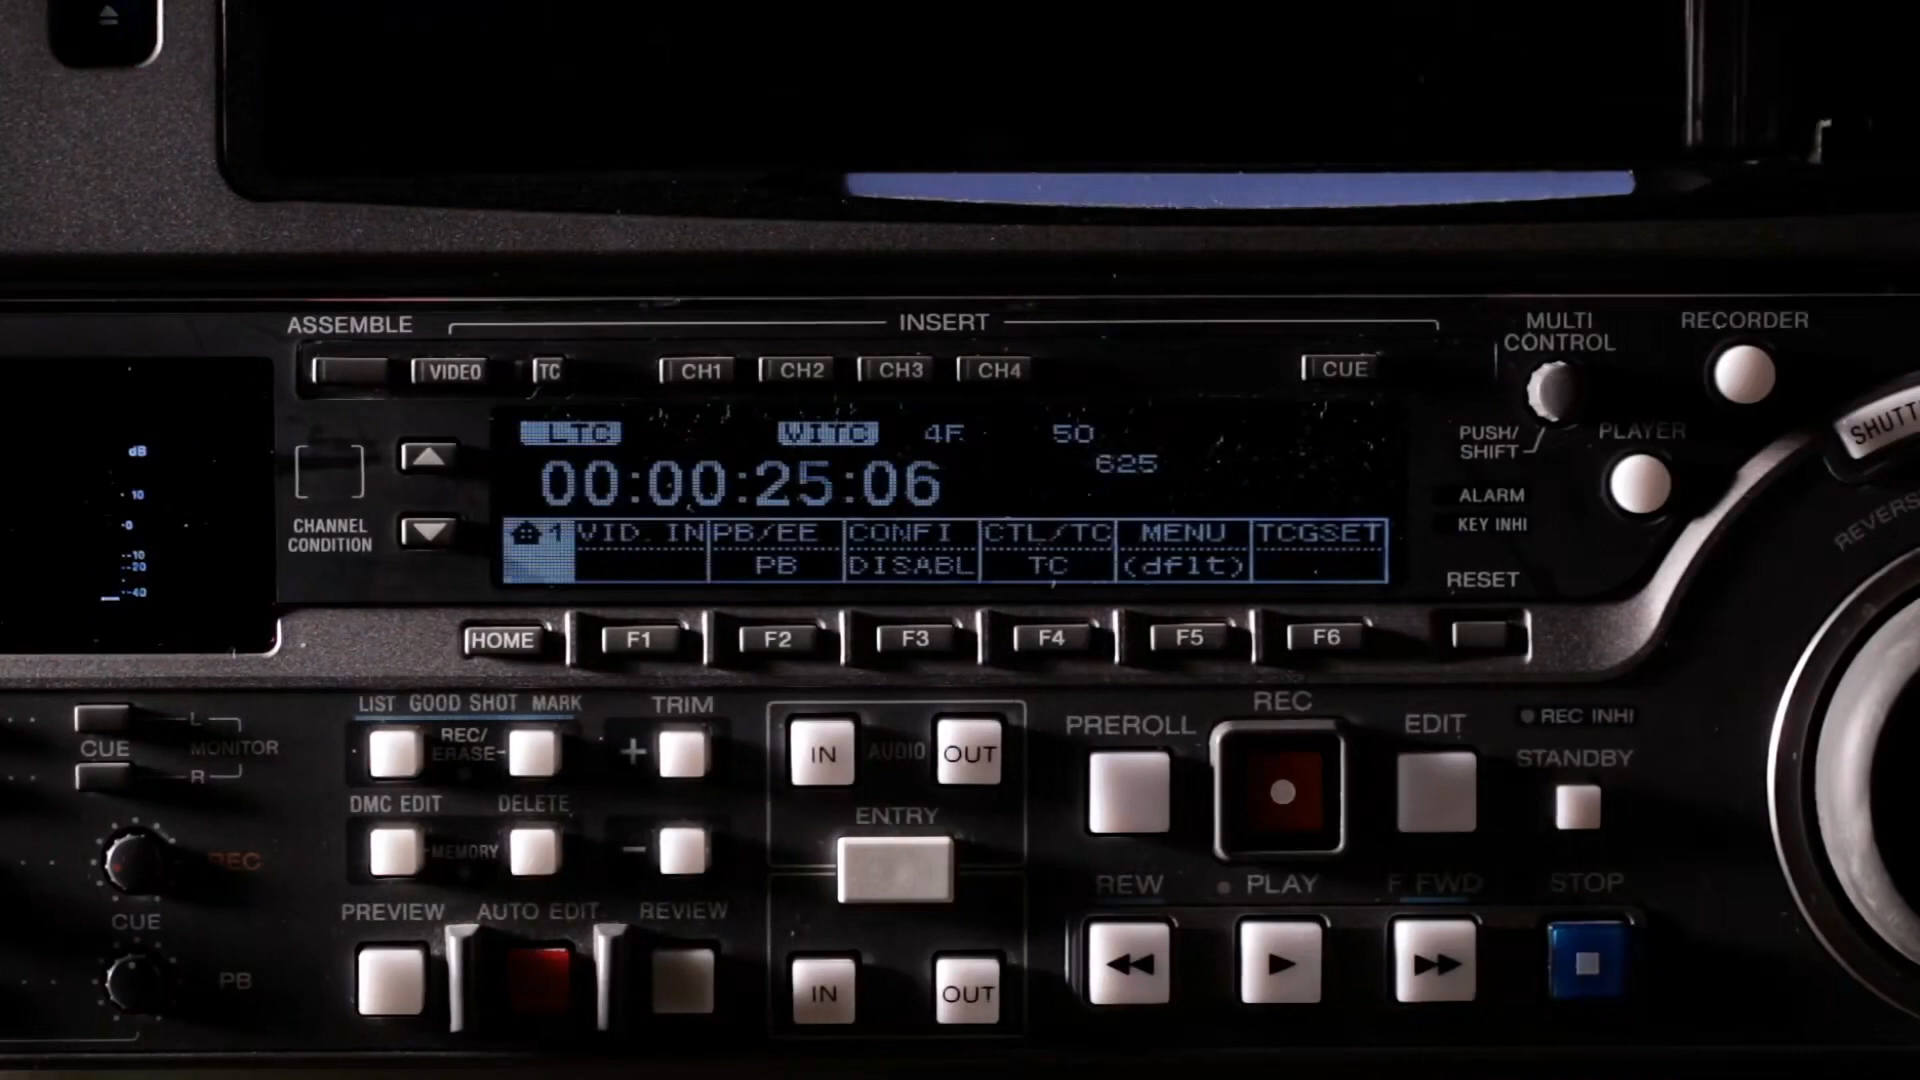 ASSEMBLE INSERT
VIDEO TC CH1 CH2 CH3 CH4 CUE
MULTI CONTROL
RECORDER
SHUTT
LTC VITC 4F 50
00:00:25:06 625
PUSH/ SHIFT
PLAYER
REVERS
ALARM
KEY INHI
RESET
dB
10
-0
--10
--20
--40
CHANNEL CONDITION
1 VID. IN PB/EE CONFI CTL/TC MENU TCGSET
PB DISABL TC (dflt)
HOME F1 F2 F3 F4 F5 F6
LIST GOOD SHOT MARK
REC/ ERASE
TRIM
+
CUE
L
MONITOR
R
DMC EDIT DELETE
MEMORY
−
REC
CUE
PB
PREVIEW AUTO EDIT REVIEW
IN AUDIO OUT
ENTRY
IN OUT
PREROLL REC EDIT
REC INHI
STANDBY
REW PLAY F FWD STOP